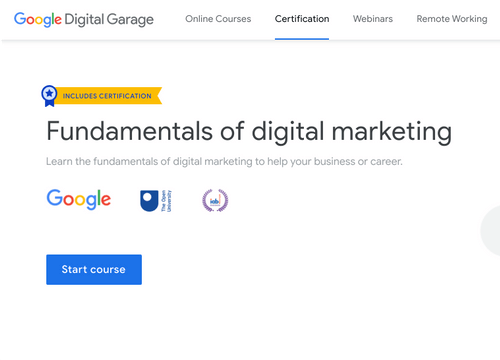 Google Digital Garage
Online Courses
Certification
Webinars
Remote Working
INCLUDES CERTIFICATION
Fundamentals of digital marketing
Learn the fundamentals of digital marketing to help your business or career.
Google
The Open
University
iab
Start course